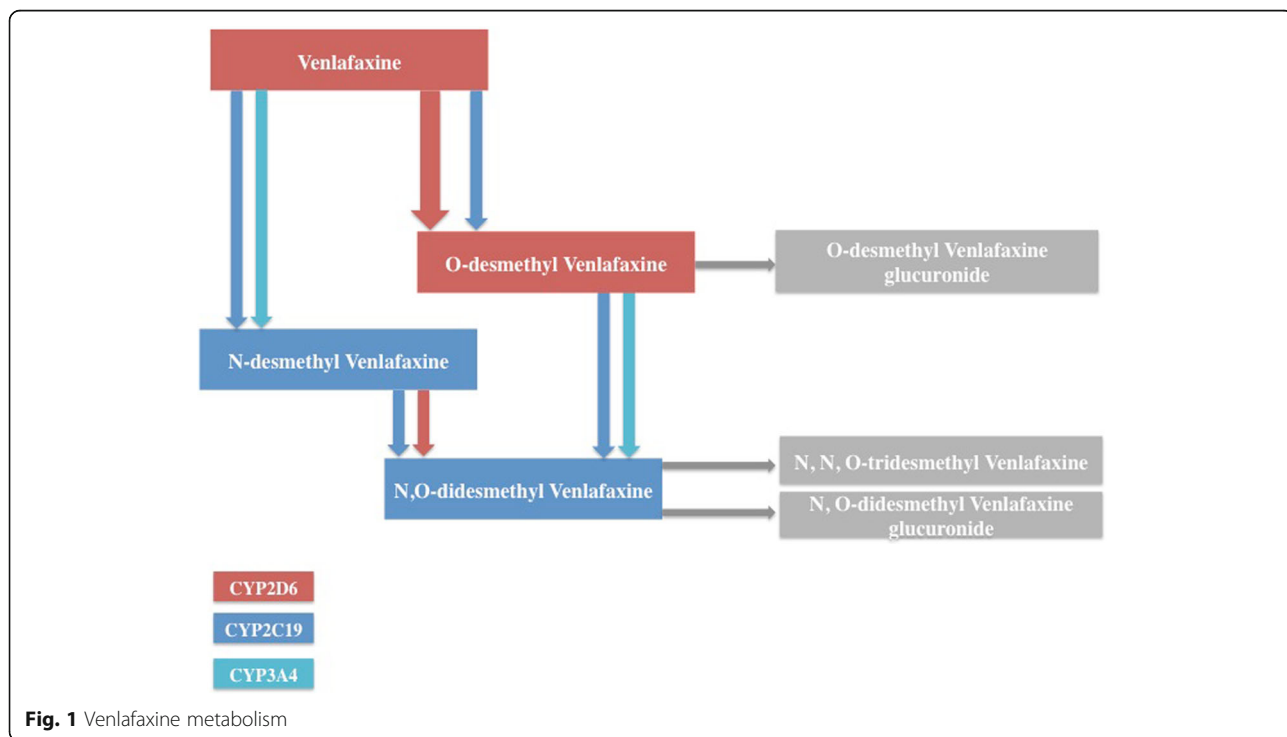 Venlafaxine
O-desmethyl Venlafaxine
O-desmethyl Venlafaxine
glucuronide
N-desmethyl Venlafaxine
N,O-didesmethyl Venlafaxine
N, N, O-tridesmethyl Venlafaxine
N, O-didesmethyl Venlafaxine
glucuronide
CYP2D6
CYP2C19
CYP3A4
Fig. 1 Venlafaxine metabolism